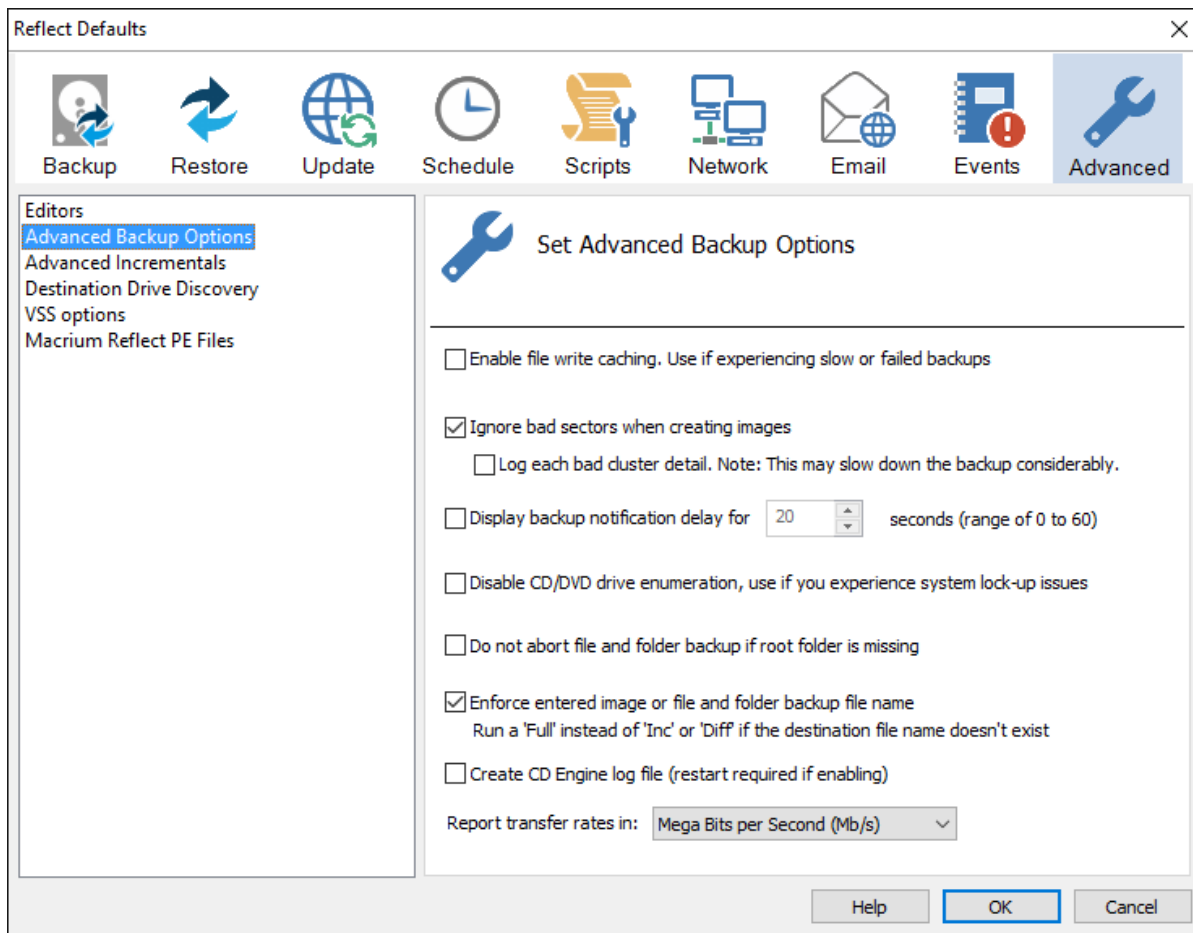 Reflect Defaults
Backup Restore Update Schedule Scripts Network Email Events Advanced
Editors
Advanced Backup Options
Advanced Incrementals
Destination Drive Discovery
VSS options
Macrium Reflect PE Files
Set Advanced Backup Options
Enable file write caching. Use if experiencing slow or failed backups
Ignore bad sectors when creating images
Log each bad cluster detail. Note: This may slow down the backup considerably.
Display backup notification delay for 20 seconds (range of 0 to 60)
Disable CD/DVD drive enumeration, use if you experience system lock-up issues
Do not abort file and folder backup if root folder is missing
Enforce entered image or file and folder backup file name
Run a 'Full' instead of 'Inc' or 'Diff' if the destination file name doesn't exist
Create CD Engine log file (restart required if enabling)
Report transfer rates in: Mega Bits per Second (Mb/s)
Help OK Cancel